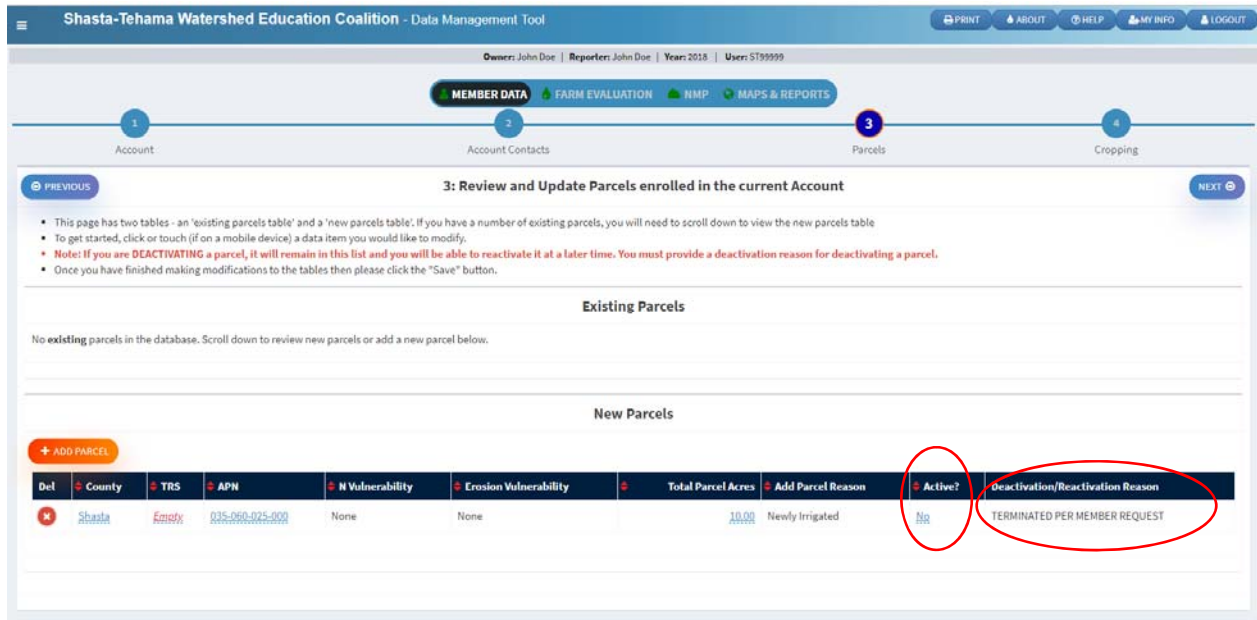 Shasta-Tehama Watershed Education Coalition - Data Management Tool
PRINT ABOUT HELP MY INFO LOGOUT
Owner: John Doe | Reporter: John Doe | Year: 2018 | User: ST99999
MEMBER DATA FARM EVALUATION NMP MAPS & REPORTS
1 2 3 4
Account Account Contacts Parcels Cropping
PREVIOUS 3: Review and Update Parcels enrolled in the current Account NEXT
This page has two tables - an 'existing parcels table' and a 'new parcels table'. If you have a number of existing parcels, you will need to scroll down to view the new parcels table
To get started, click or touch (if on a mobile device) a data item you would like to modify.
Note: If you are DEACTIVATING a parcel, it will remain in this list and you will be able to reactivate it at a later time. You must provide a deactivation reason for deactivating a parcel.
Once you have finished making modifications to the tables then please click the "Save" button.
Existing Parcels
No existing parcels in the database. Scroll down to review new parcels or add a new parcel below.
New Parcels
+ ADD PARCEL
Del County TRS APN N Vulnerability Erosion Vulnerability Total Parcel Acres Add Parcel Reason Active? Deactivation/Reactivation Reason
Shasta Empty 035-060-025-000 None None 10.00 Newly Irrigated No TERMINATED PER MEMBER REQUEST